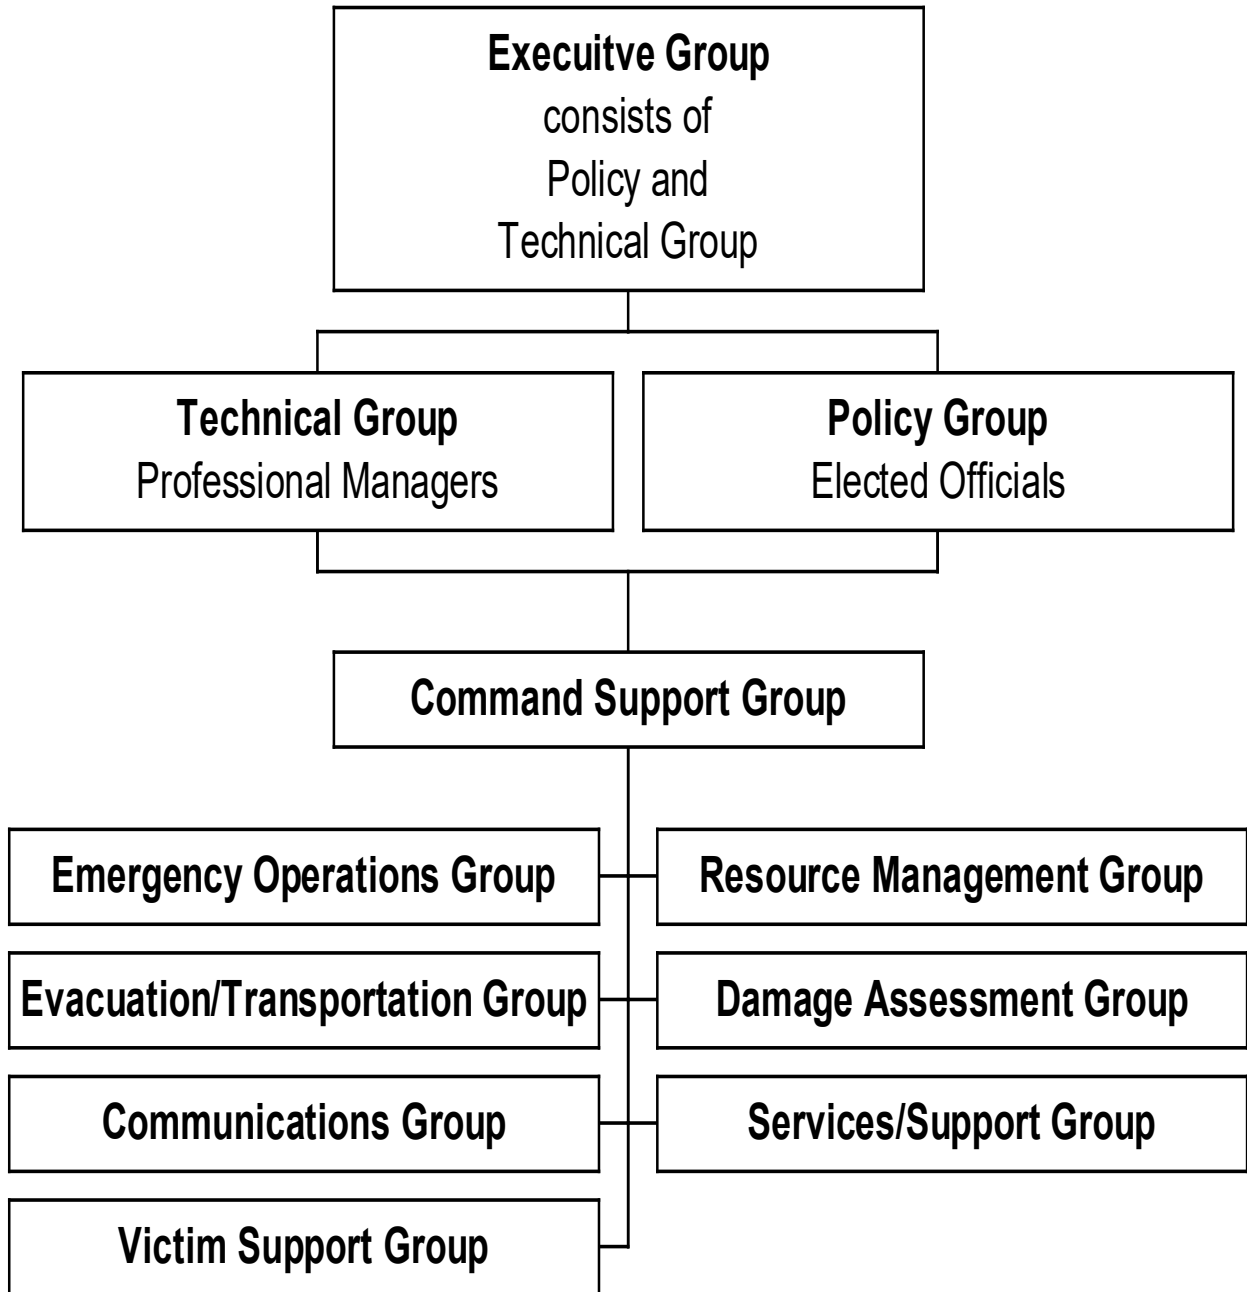 Execuitve Group
consists of
Policy and
Technical Group
Technical Group
Professional Managers
Policy Group
Elected Officials
Command Support Group
Emergency Operations Group
Resource Management Group
Evacuation/Transportation Group
Damage Assessment Group
Communications Group
Services/Support Group
Victim Support Group